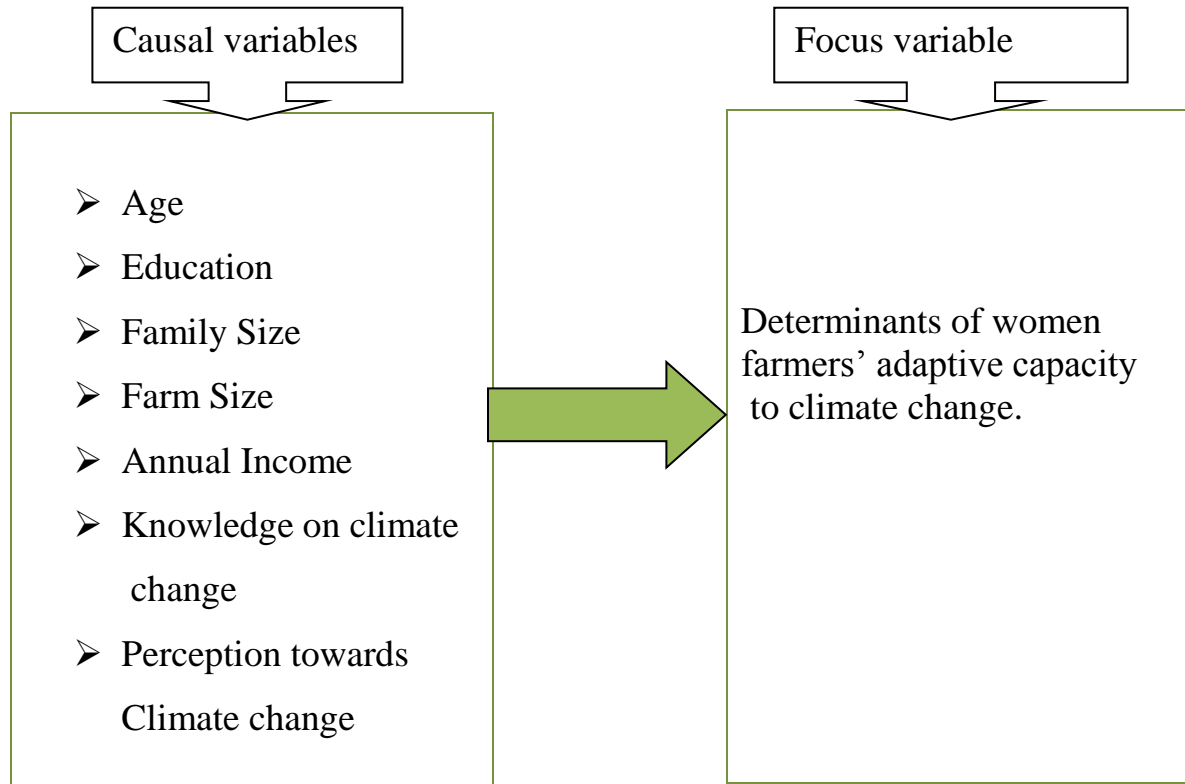 Causal variables
Focus variable
➢ Age
➢ Education
➢ Family Size
➢ Farm Size
➢ Annual Income
➢ Knowledge on climate
change
➢ Perception towards
Climate change
Determinants of women
farmers’ adaptive capacity
to climate change.